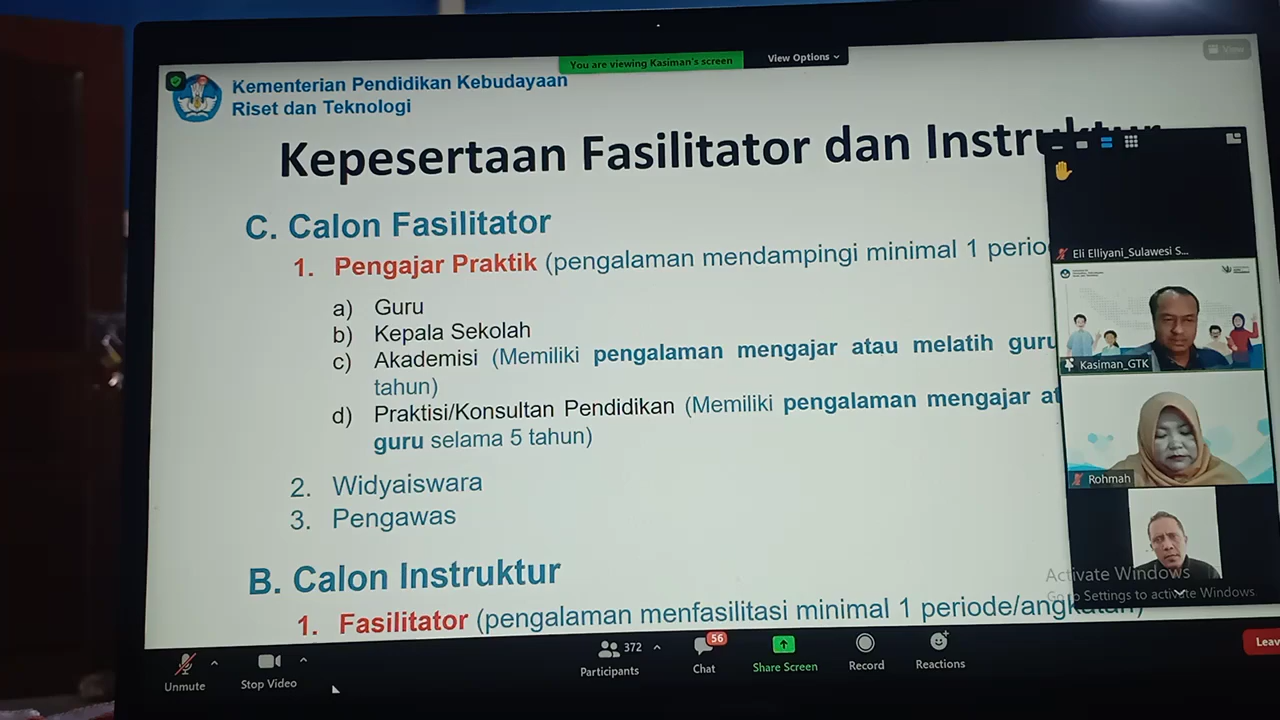 You are viewing Kasiman's screen
View Options
View
Kementerian Pendidikan Kebudayaan
Riset dan Teknologi
Kepesertaan Fasilitator dan Instruktur
C. Calon Fasilitator
1. Pengajar Praktik (pengalaman mendampingi minimal 1 perio
a) Guru
b) Kepala Sekolah
c) Akademisi (Memiliki pengalaman mengajar atau melatih guru
tahun)
d) Praktisi/Konsultan Pendidikan (Memiliki pengalaman mengajar at
guru selama 5 tahun)
2. Widyaiswara
3. Pengawas
B. Calon Instruktur
1. Fasilitator (pengalaman menfasilitasi minimal 1 periode/angkatan)
Eli Elliyani_Sulawesi S...
Kasiman_GTK
Rohmah
Activate Windows
Go to Settings to activate Windows.
Unmute
Stop Video
372
Participants
56
Chat
Share Screen
Record
Reactions
Leav